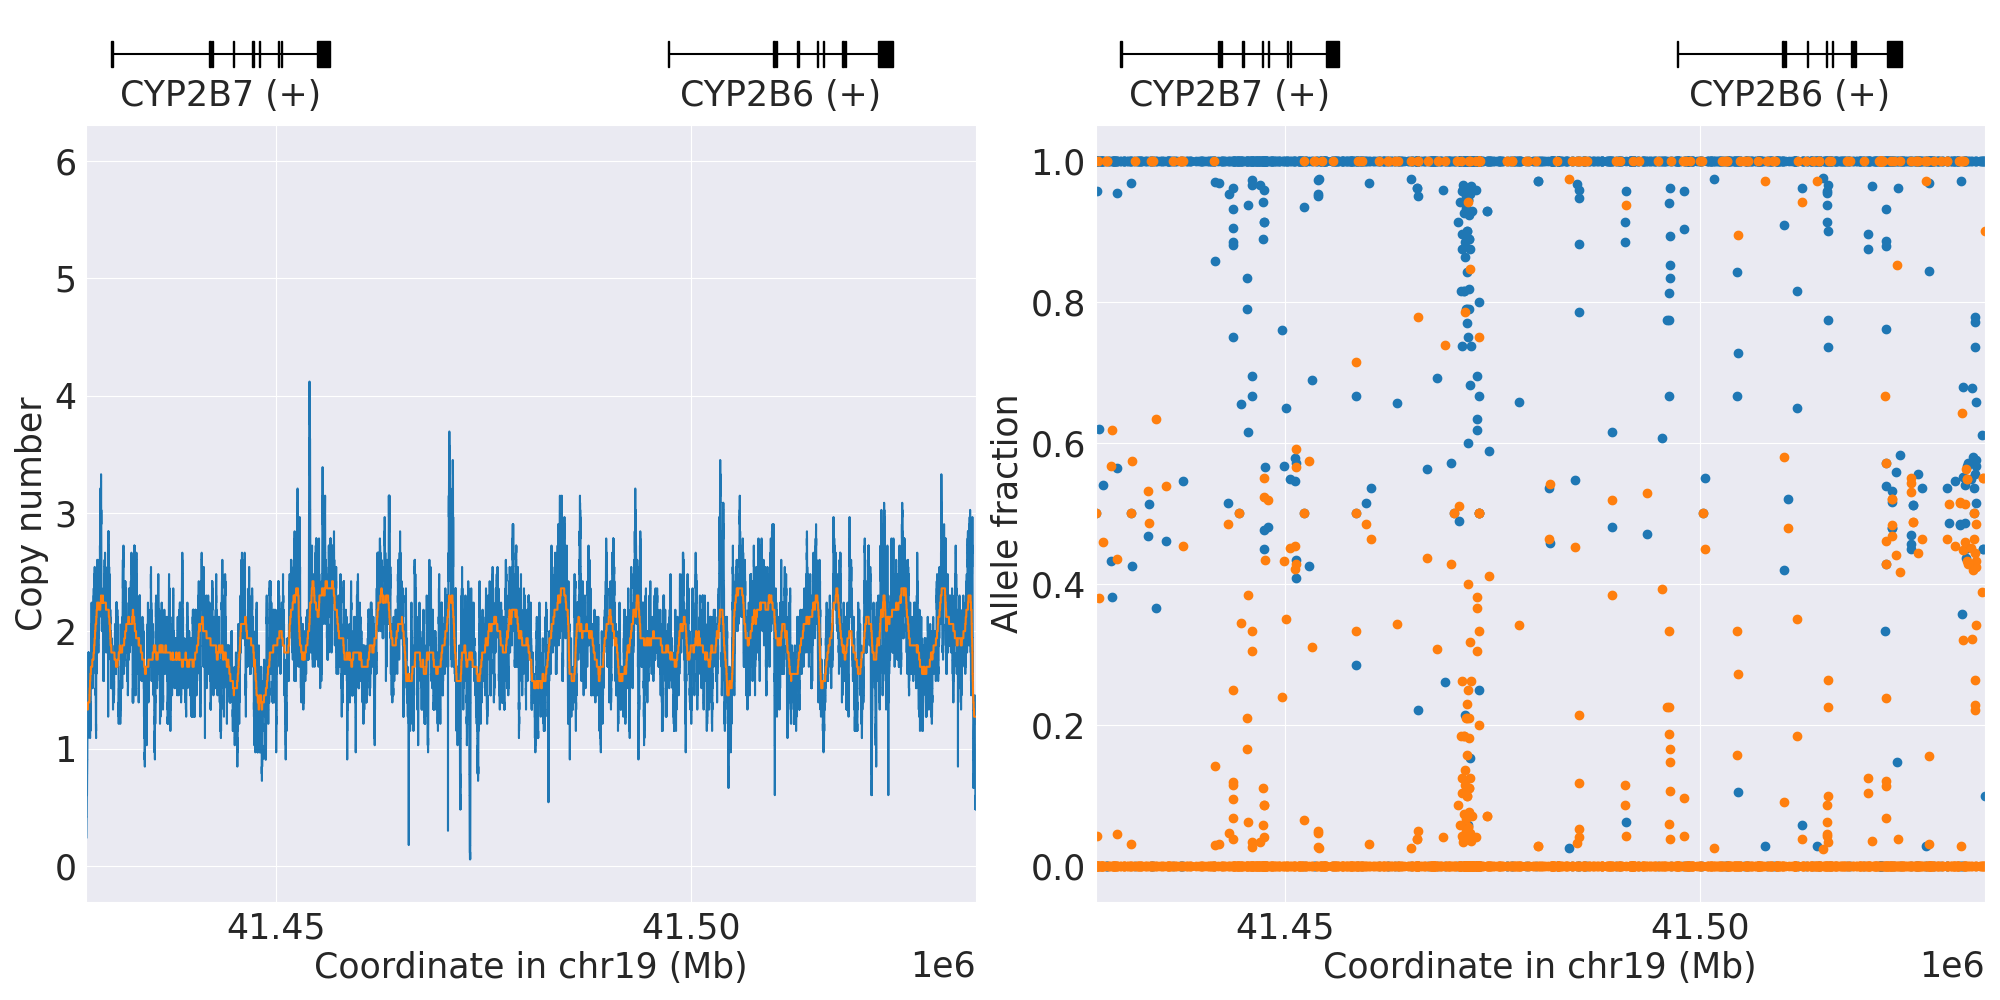 CYP2B7 (+) CYP2B6 (+)
6
5
4
3
2
1
0
Copy number
41.45 41.50
Coordinate in chr19 (Mb) 1e6
CYP2B7 (+) CYP2B6 (+)
1.0
0.8
0.6
0.4
0.2
0.0
Allele fraction
41.45 41.50
Coordinate in chr19 (Mb) 1e6